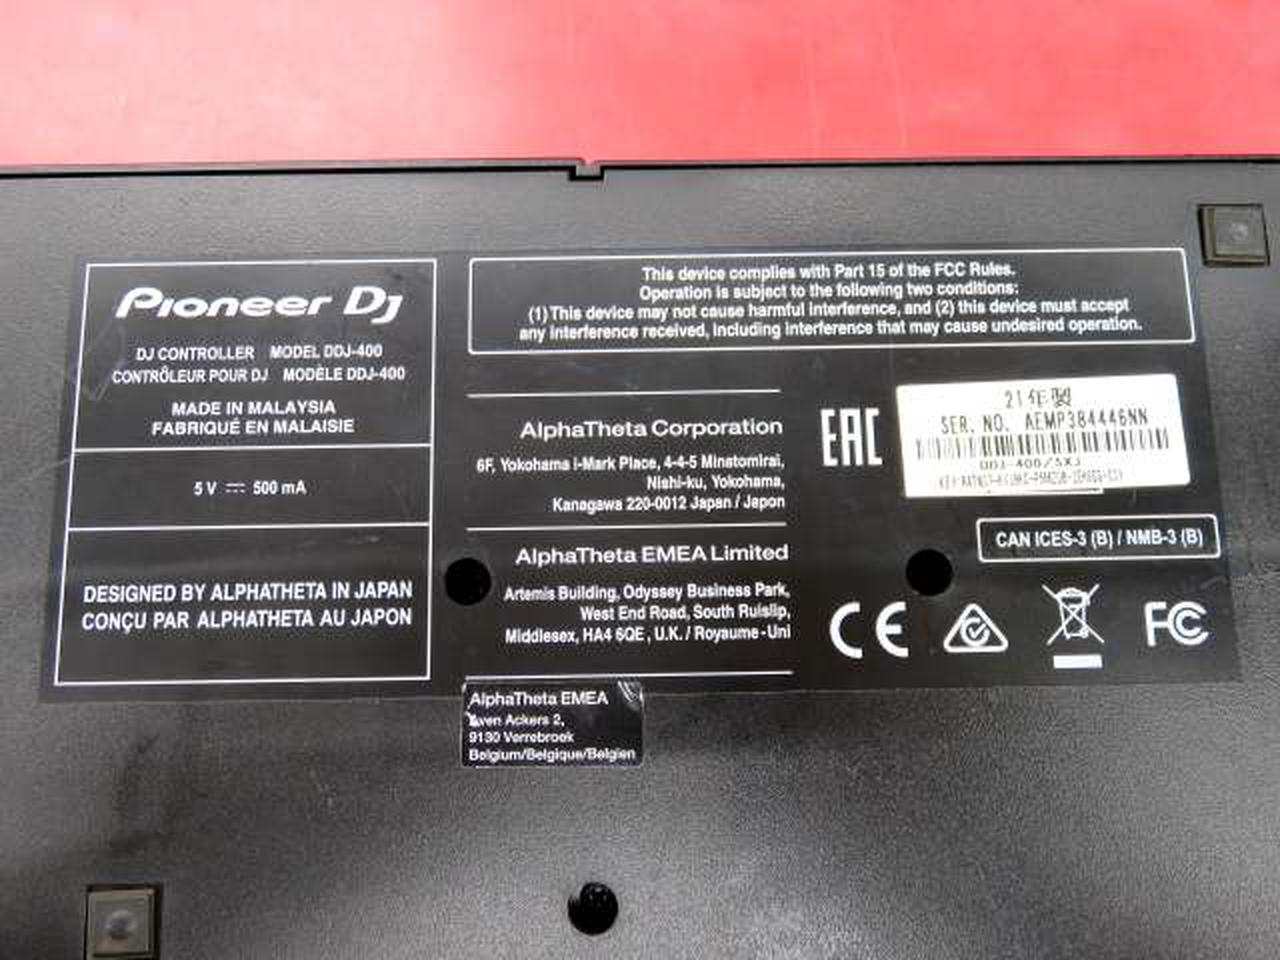 Pioneer DJ
DJ CONTROLLER MODEL DDJ-400
CONTRÔLEUR POUR DJ MODÈLE DDJ-400
MADE IN MALAYSIA
FABRIQUÉ EN MALAISIE
5 V ⎓ 500 mA
DESIGNED BY ALPHATHETA IN JAPAN
CONÇU PAR ALPHATHETA AU JAPON
This device complies with Part 15 of the FCC Rules.
Operation is subject to the following two conditions:
(1) This device may not cause harmful interference, and (2) this device must accept
any interference received, including interference that may cause undesired operation.
AlphaTheta Corporation
6F, Yokohama i-Mark Place, 4-4-5 Minatomirai,
Nishi-ku, Yokohama,
Kanagawa 220-0012 Japan / Japon
AlphaTheta EMEA Limited
Artemis Building, Odyssey Business Park,
West End Road, South Ruislip,
Middlesex, HA4 6QE, U.K. / Royaume-Uni
AlphaTheta EMEA
Aven Ackers 2,
9130 Verrebroek
Belgium/Belgique/Belgien
EAC
21年製
SER. NO. AEMP384446NN
DDJ-400/SXJ
CAN ICES-3 (B) / NMB-3 (B)
CE
FC